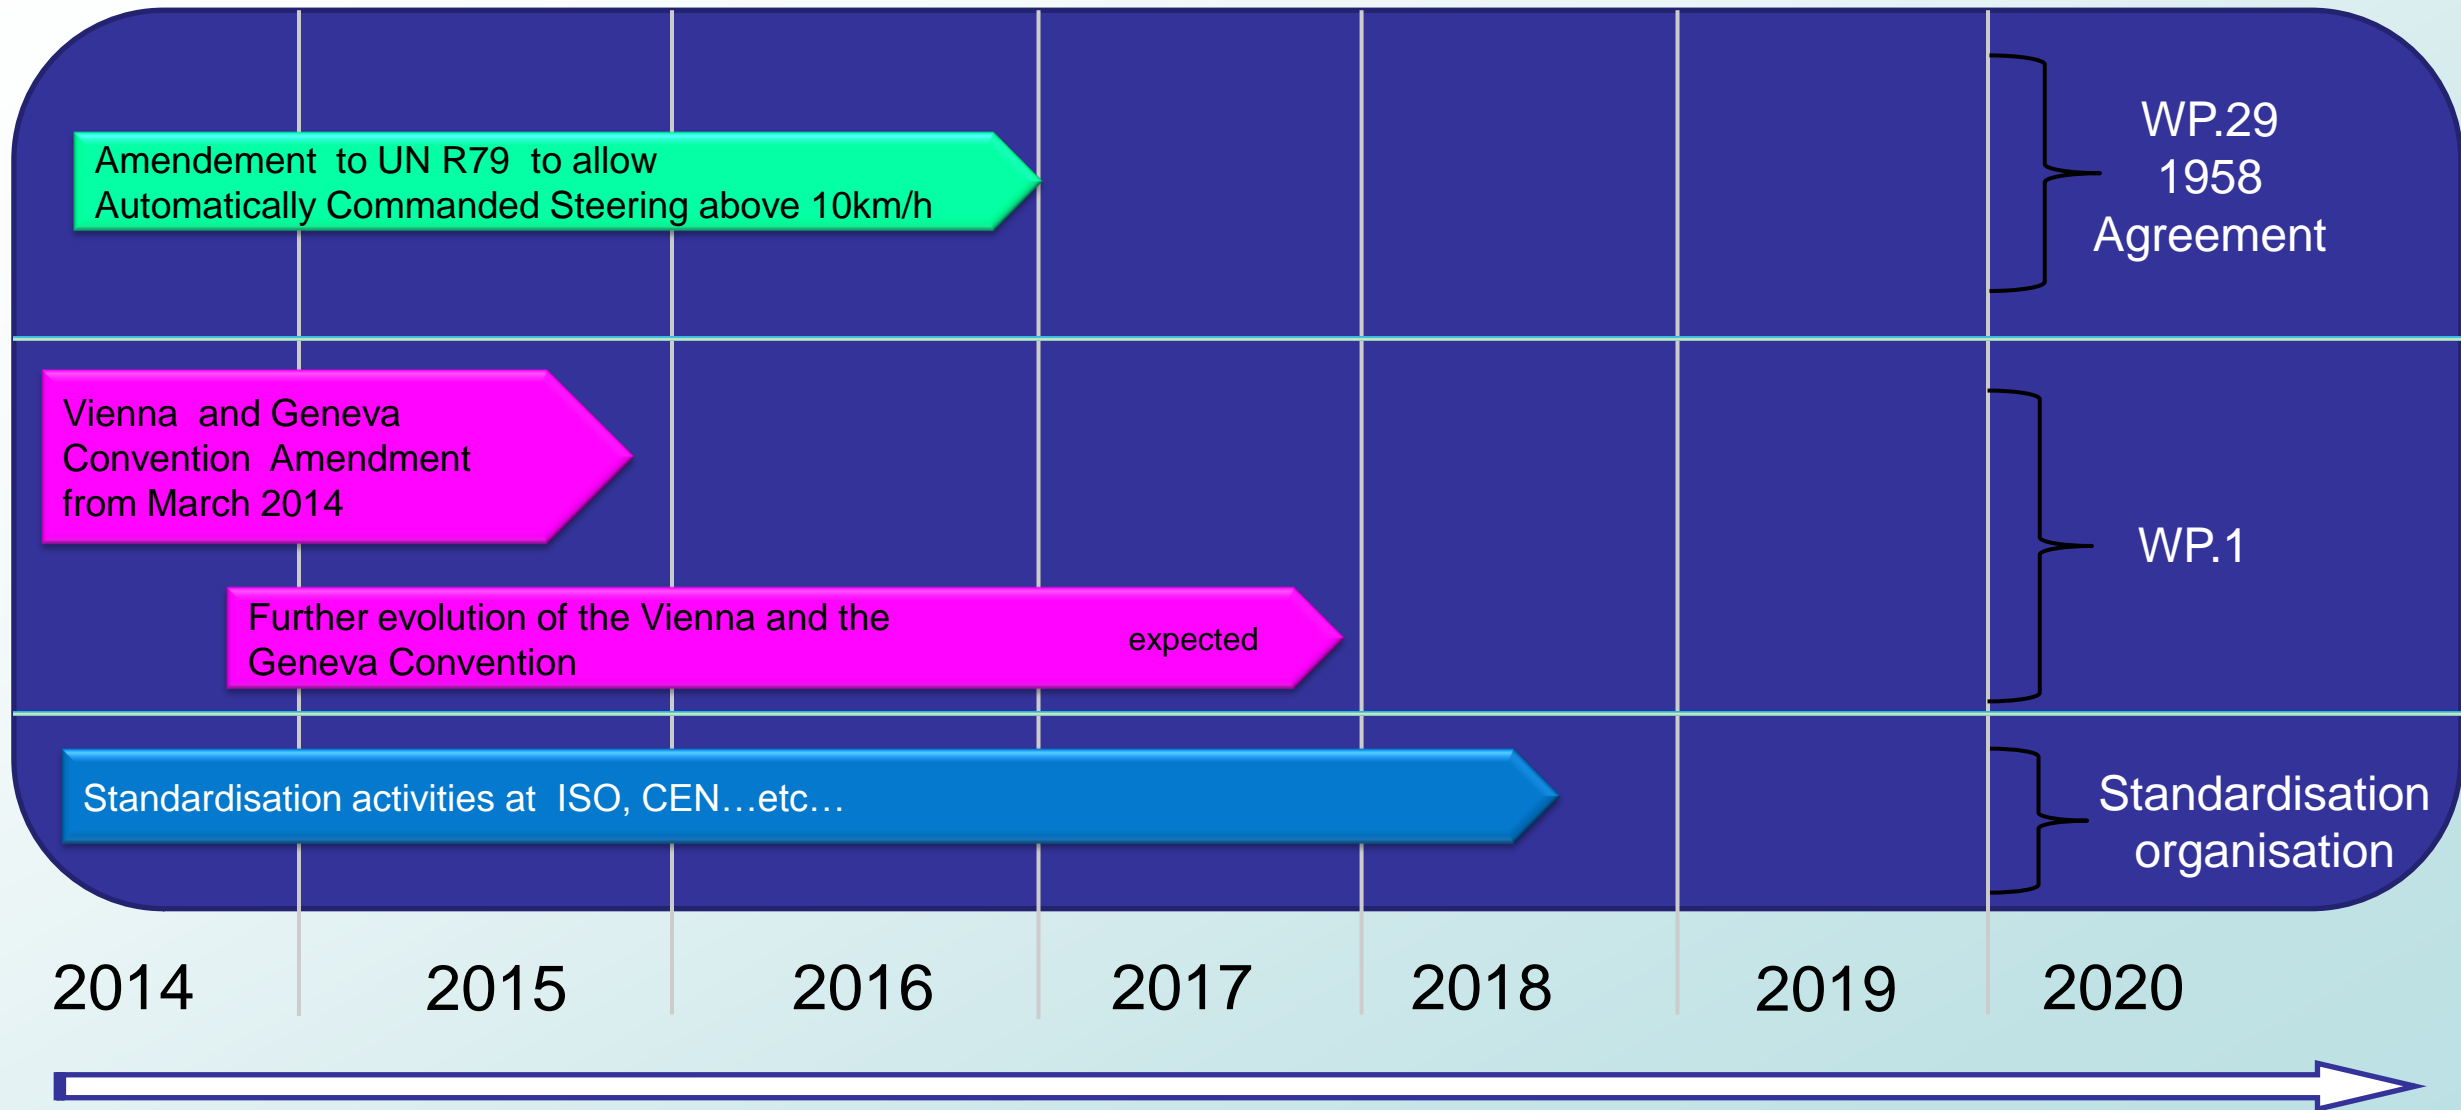 Amendement to UN R79 to allow
Automatically Commanded Steering above 10km/h
WP.29
1958
Agreement
Vienna and Geneva
Convention Amendment
from March 2014
Further evolution of the Vienna and the
Geneva Convention
expected
WP.1
Standardisation activities at ISO, CEN…etc…
Standardisation
organisation
2014 2015 2016 2017 2018 2019 2020